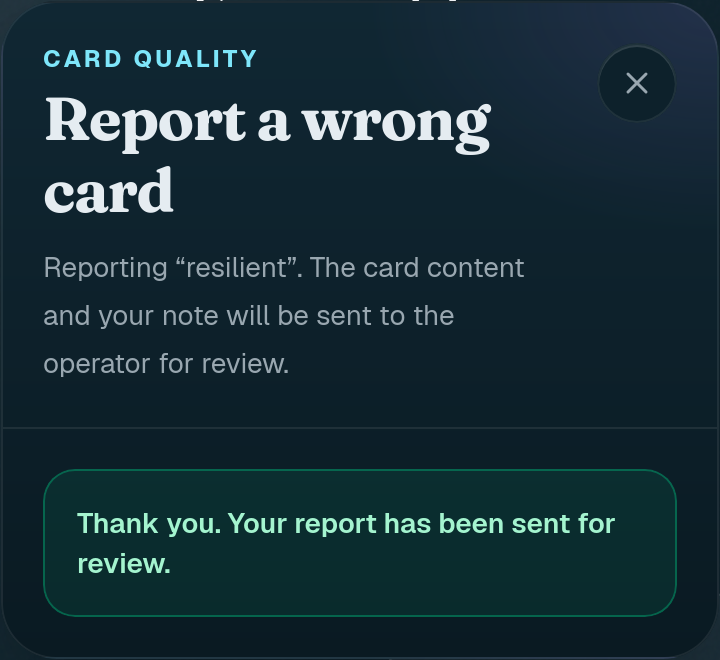 CARD QUALITY
Report a wrong
card
Reporting “resilient”. The card content
and your note will be sent to the
operator for review.
Thank you. Your report has been sent for
review.